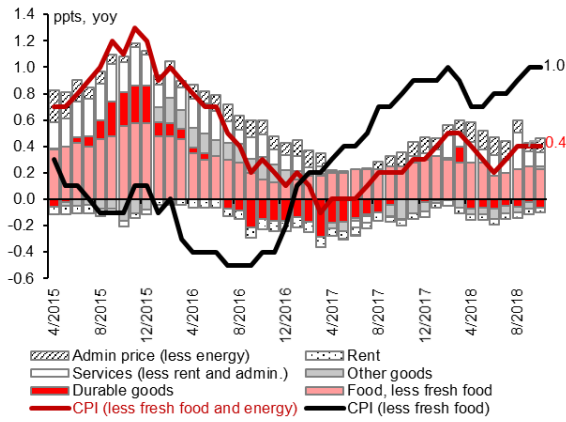 1.4
ppts, yoy
1.2
1.0
0.8
0.6
0.4
0.2
0.0
-0.2
-0.4
-0.6
1.0
0.4
4/2015
8/2015
12/2015
4/2016
8/2016
12/2016
4/2017
8/2017
12/2017
4/2018
8/2018
Admin price (less energy)
Rent
Services (less rent and admin.)
Other goods
Durable goods
Food, less fresh food
CPI (less fresh food and energy)
CPI (less fresh food)